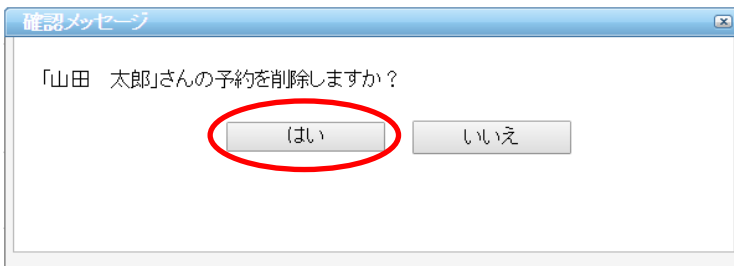 確認メッセージ
「山田　太郎」さんの予約を削除しますか？
はい
いいえ